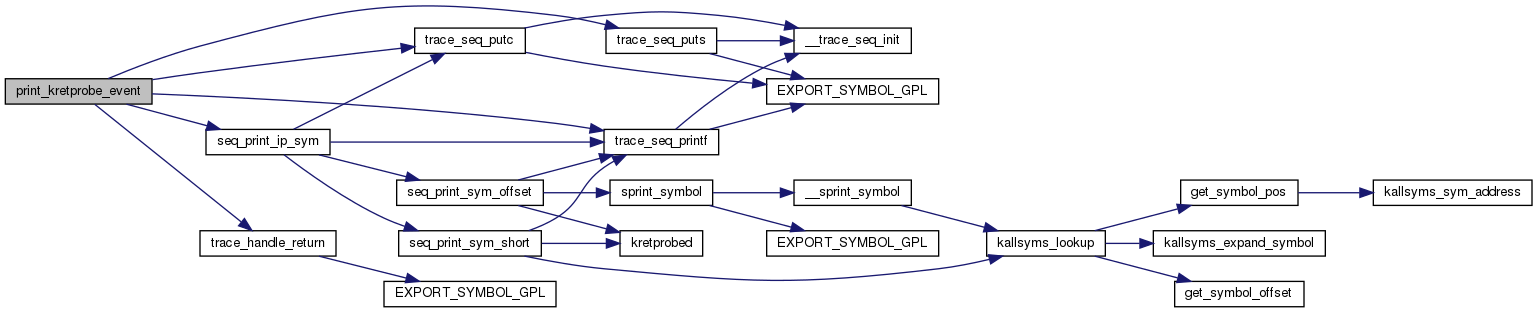 print_kretprobe_event
trace_seq_putc
trace_seq_puts
__trace_seq_init
EXPORT_SYMBOL_GPL
seq_print_ip_sym
trace_seq_printf
seq_print_sym_offset
sprint_symbol
__sprint_symbol
get_symbol_pos
kallsyms_sym_address
trace_handle_return
seq_print_sym_short
kretprobed
EXPORT_SYMBOL_GPL
kallsyms_lookup
kallsyms_expand_symbol
EXPORT_SYMBOL_GPL
get_symbol_offset